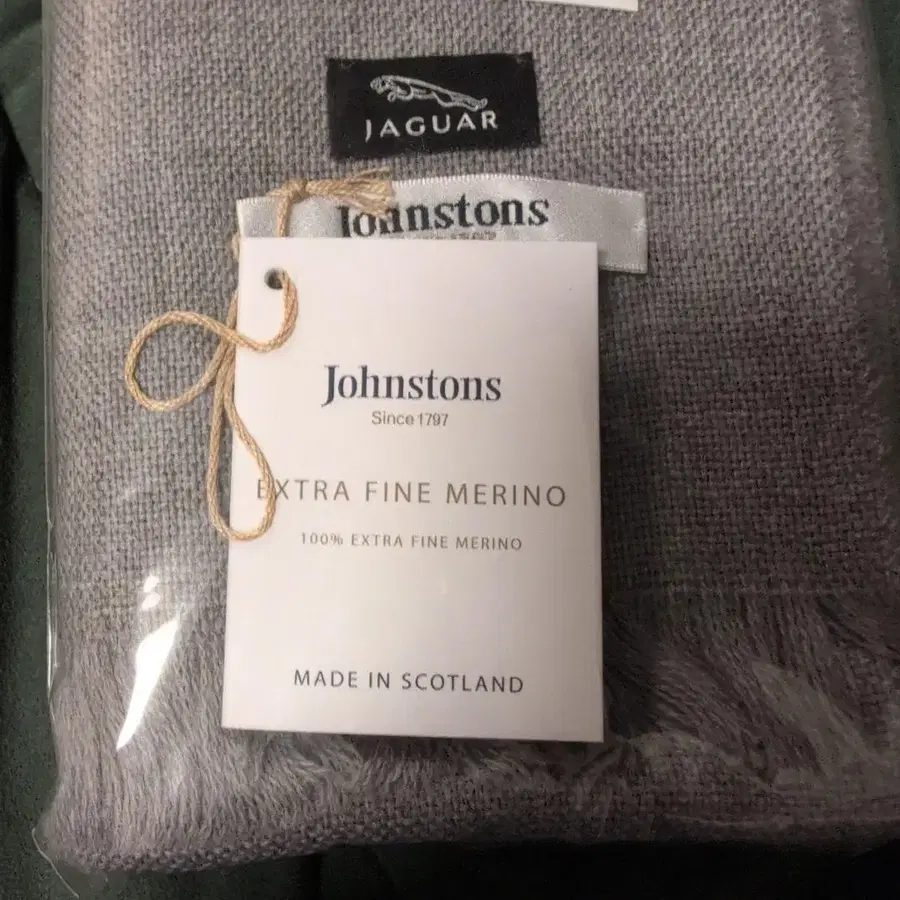 JAGUAR
Johnstons
Johnstons
Since 1797
EXTRA FINE MERINO
100% EXTRA FINE MERINO
MADE IN SCOTLAND